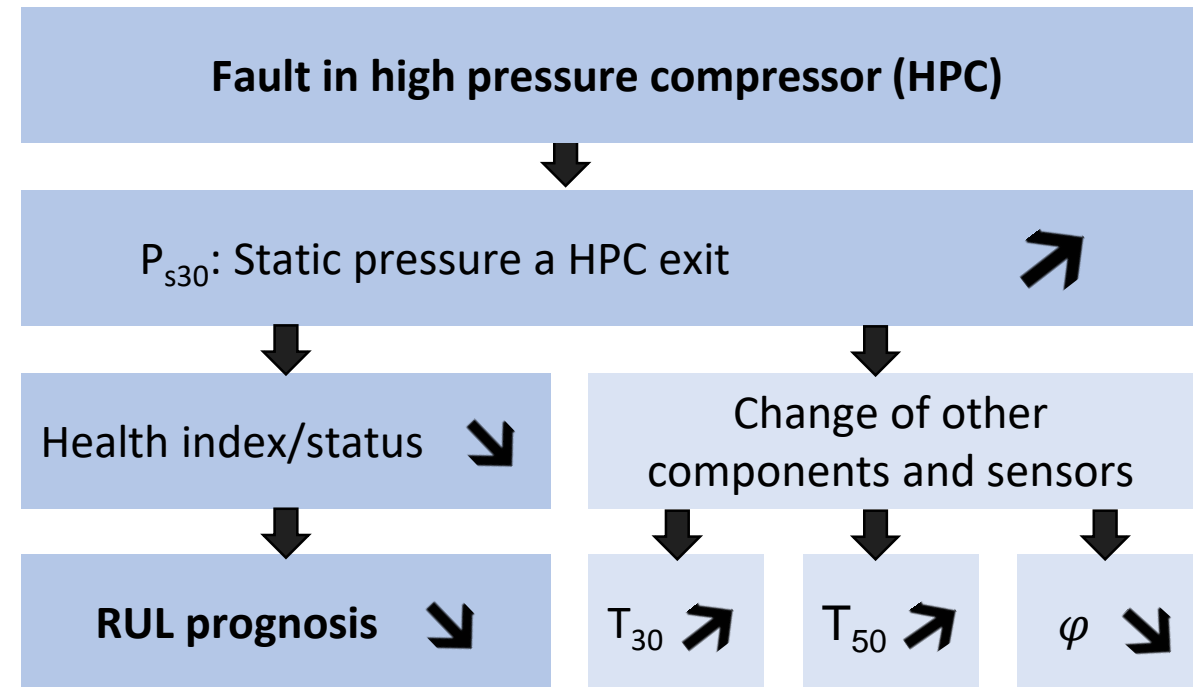 Fault in high pressure compressor (HPC)
Ps30: Static pressure a HPC exit
Health index/status
Change of other
components and sensors
RUL prognosis
T30
T50
φ